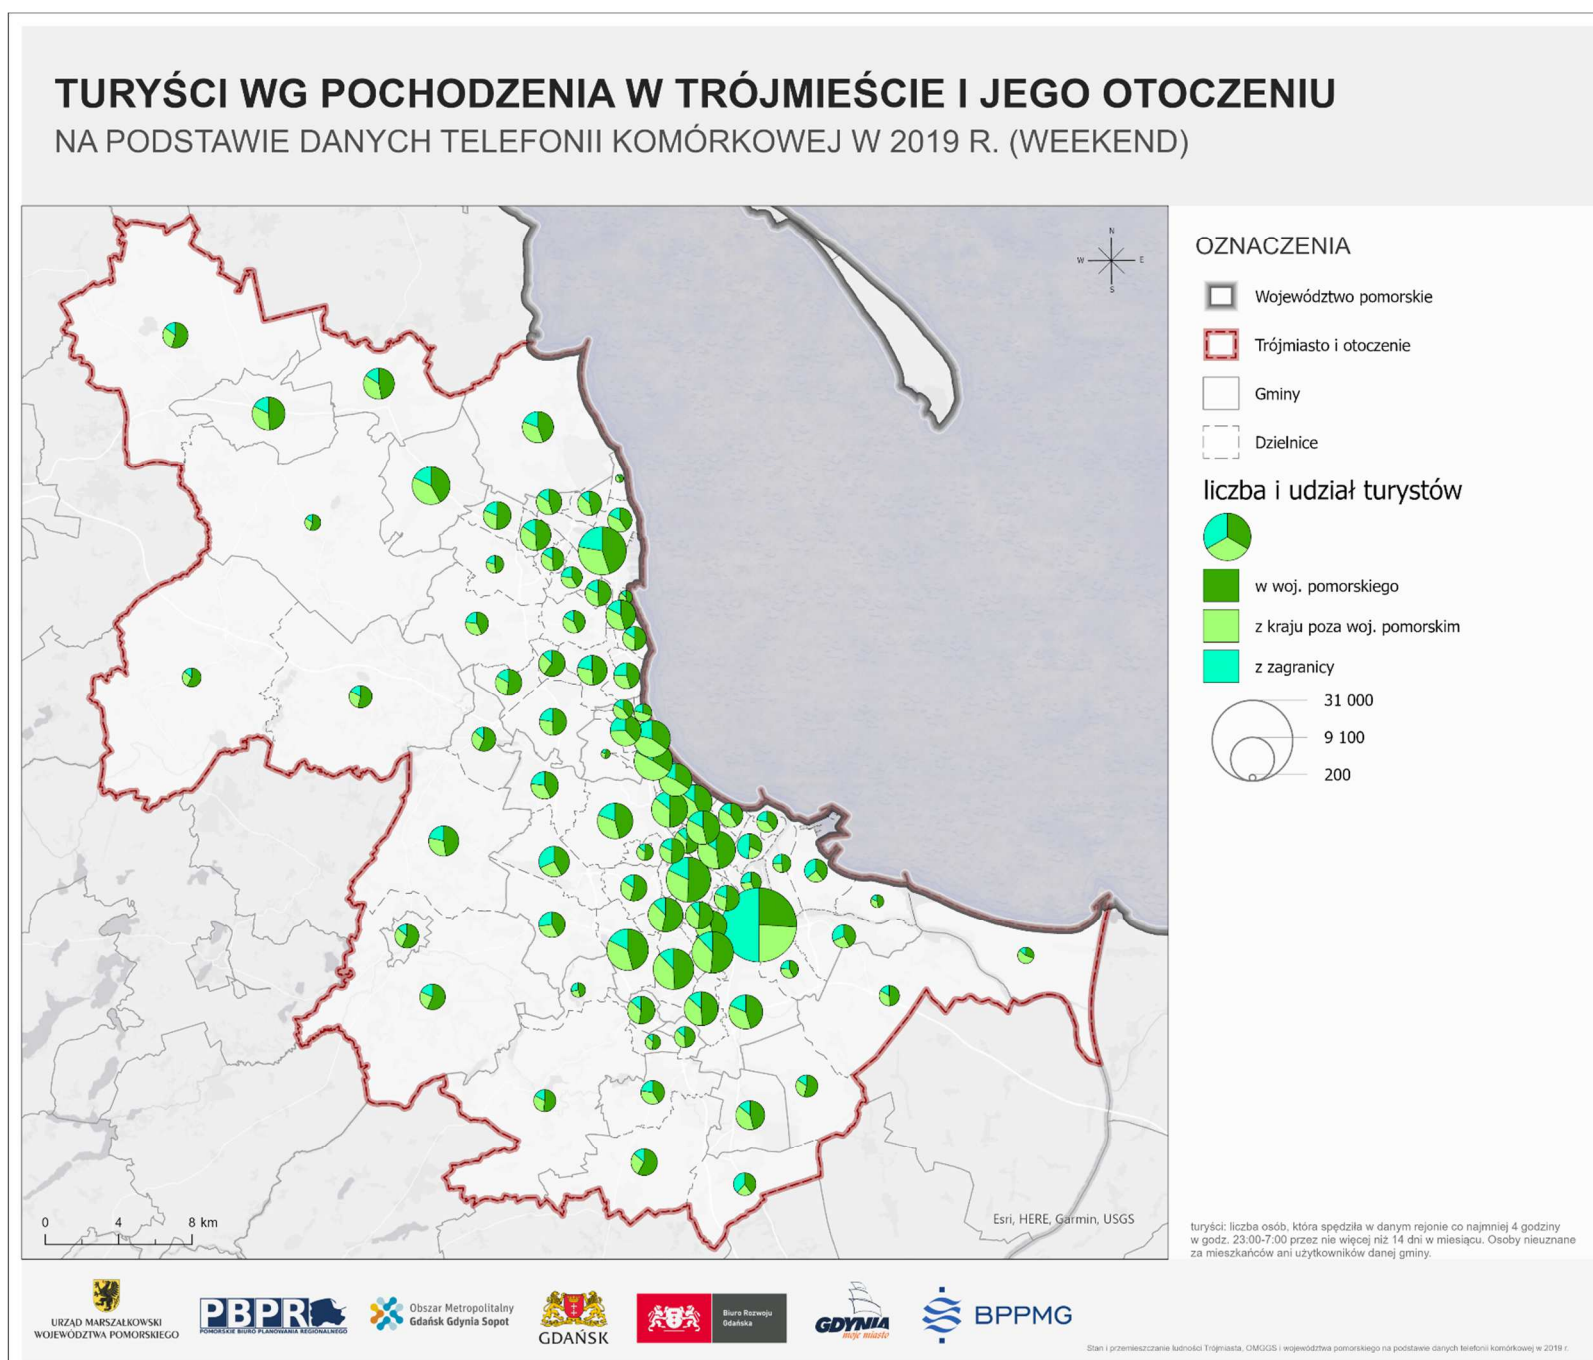 TURYŚCI WG POCHODZENIA W TRÓJMIEŚCIE I JEGO OTOCZENIU
NA PODSTAWIE DANYCH TELEFONII KOMÓRKOWEJ W 2019 R. (WEEKEND)
N
W E
S
OZNACZENIA
Województwo pomorskie
Trójmiasto i otoczenie
Gminy
Dzielnice
liczba i udział turystów
w woj. pomorskiego
z kraju poza woj. pomorskim
z zagranicy
31 000
9 100
200
0 4 8 km
Esri, HERE, Garmin, USGS
turyści: liczba osób, która spędziła w danym rejonie co najmniej 4 godziny
w godz. 23:00-7:00 przez nie więcej niż 14 dni w miesiącu. Osoby nieuznane
za mieszkańców ani użytkowników danej gminy.
URZĄD MARSZAŁKOWSKI
WOJEWÓDZTWA POMORSKIEGO
PBPR
POMORSKIE BIURO PLANOWANIA REGIONALNEGO
Obszar Metropolitalny
Gdańsk Gdynia Sopot
GDAŃSK
Biuro Rozwoju
Gdańska
GDYNIA
moje miasto
BPPMG
Stan i przemieszczanie ludności Trójmiasta, OMGGS i województwa pomorskiego na podstawie danych telefonii komórkowej w 2019 r.